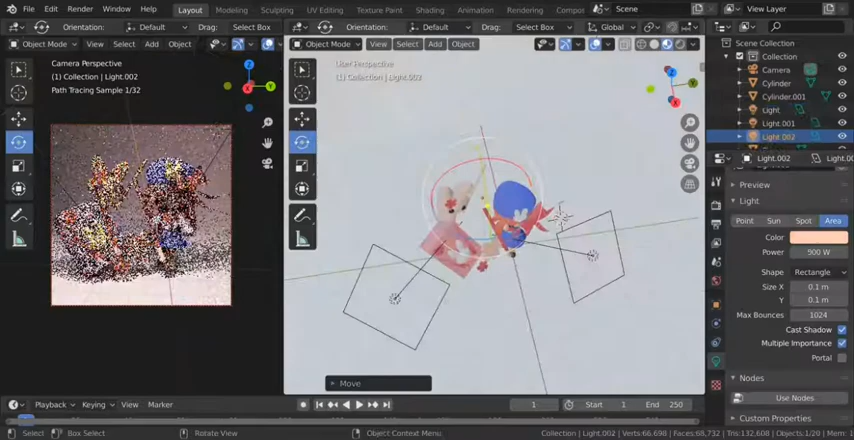 File Edit Render Window Help Layout Modeling Sculpting UV Editing Texture Paint Shading Animation Rendering Compos Scene View Layer
Orientation: Default Drag: Select Box Orientation: Default Drag: Select Box Global
Object Mode View Select Add Object Object Mode View Select Add Object
Camera Perspective
(1) Collection | Light.002
Path Tracing Sample 1/32
User Perspective
(1) Collection | Light.002
Z
Y
X
Z
Y
X
Move
Scene Collection
Collection
Camera
Cylinder
Cylinder.001
Light
Light.001
Light.002
Light.002 Light.00
Preview
Light
Point Sun Spot Area
Color
Power 900 W
Shape Rectangle
Size X 0.1 m
Y 0.1 m
Max Bounces 1024
Cast Shadow
Multiple Importance
Portal
Nodes
Use Nodes
Custom Properties
Playback Keying View Marker 1 Start 1 End 250
Select Box Select Rotate View Object Context Menu Collection | Light.002 | Verts:66,698 | Faces:68,732 | Tris:132,608 | Objects:1/20 | Mem: 1